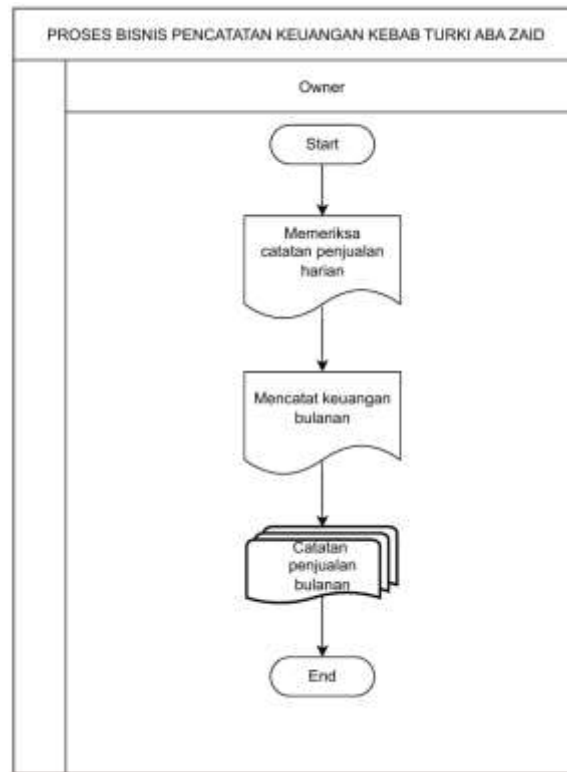 PROSES BISNIS PENCATATAN KEUANGAN KEBAB TURKI ABA ZAID
Owner
Start
Memeriksa
catatan penjualan
harian
Mencatat keuangan
bulanan
Catatan
penjualan
bulanan
End